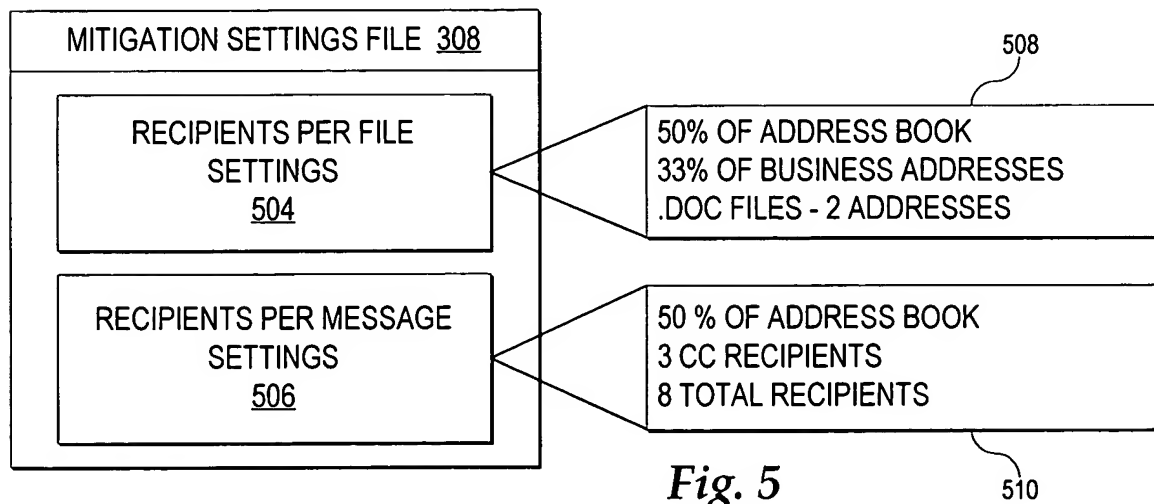 MITIGATION SETTINGS FILE 308
508
RECIPIENTS PER FILE
SETTINGS
504
50% OF ADDRESS BOOK
33% OF BUSINESS ADDRESSES
.DOC FILES - 2 ADDRESSES
RECIPIENTS PER MESSAGE
SETTINGS
506
50 % OF ADDRESS BOOK
3 CC RECIPIENTS
8 TOTAL RECIPIENTS
Fig. 5
510